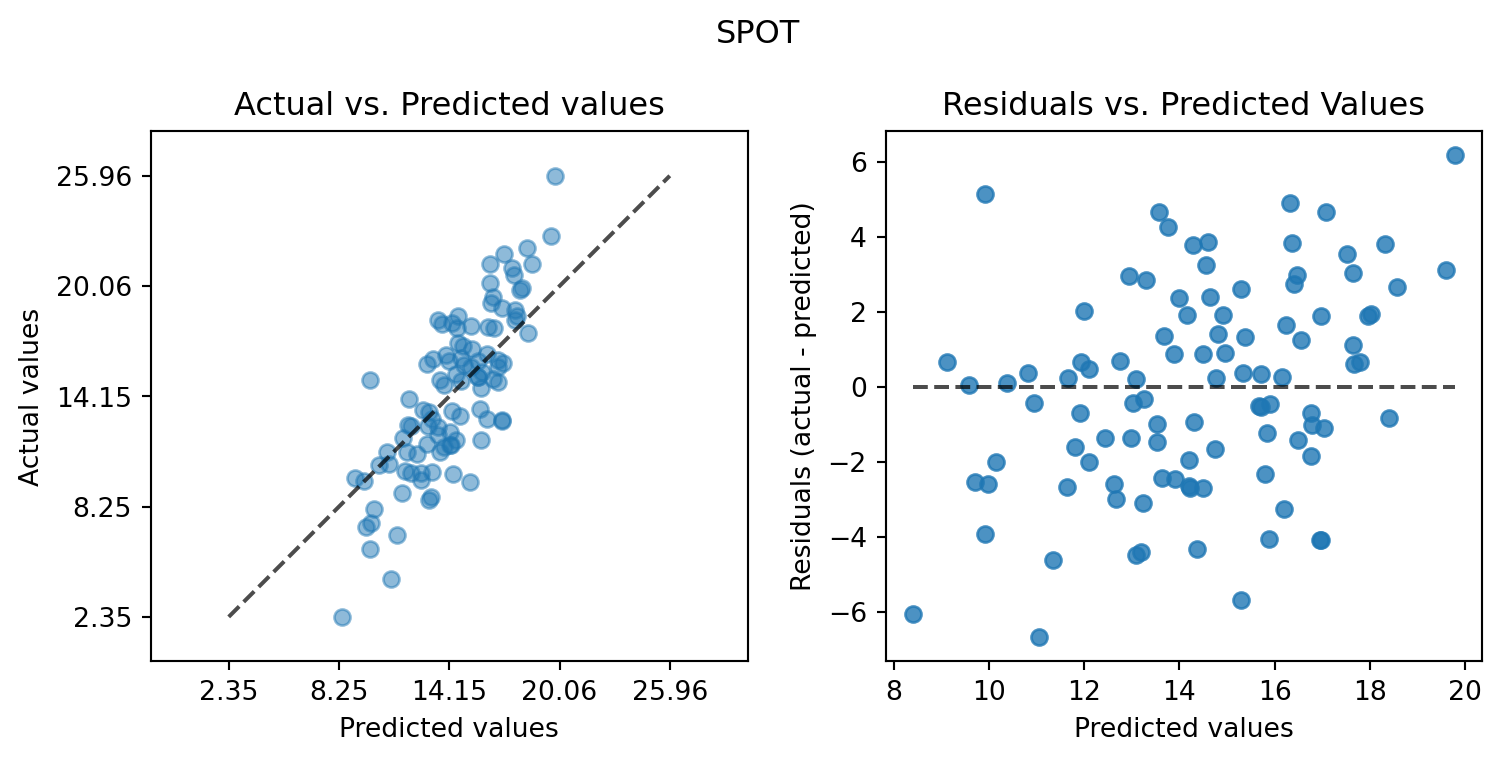 SPOT
Actual vs. Predicted values
Actual values
25.96
20.06
14.15
8.25
2.35
2.35 8.25 14.15 20.06 25.96
Predicted values
Residuals vs. Predicted Values
Residuals (actual - predicted)
6
4
2
0
−2
−4
−6
8 10 12 14 16 18 20
Predicted values